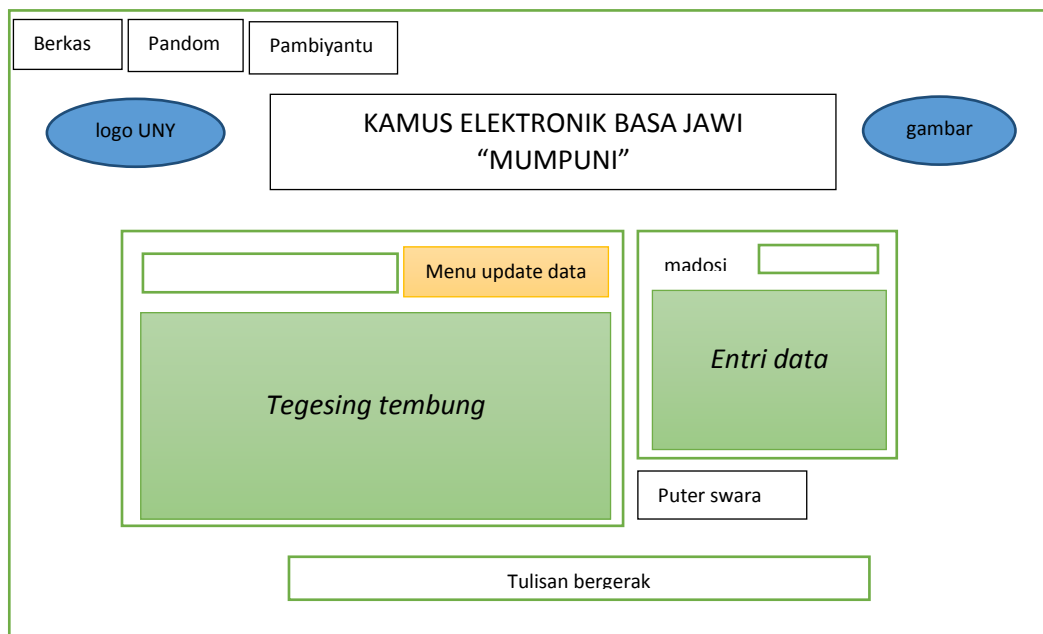 Berkas
Pandom
Pambiyantu
logo UNY
KAMUS ELEKTRONIK BASA JAWI
“MUMPUNI”
gambar
Menu update data
madosi
Tegesing tembung
Entri data
Puter swara
Tulisan bergerak